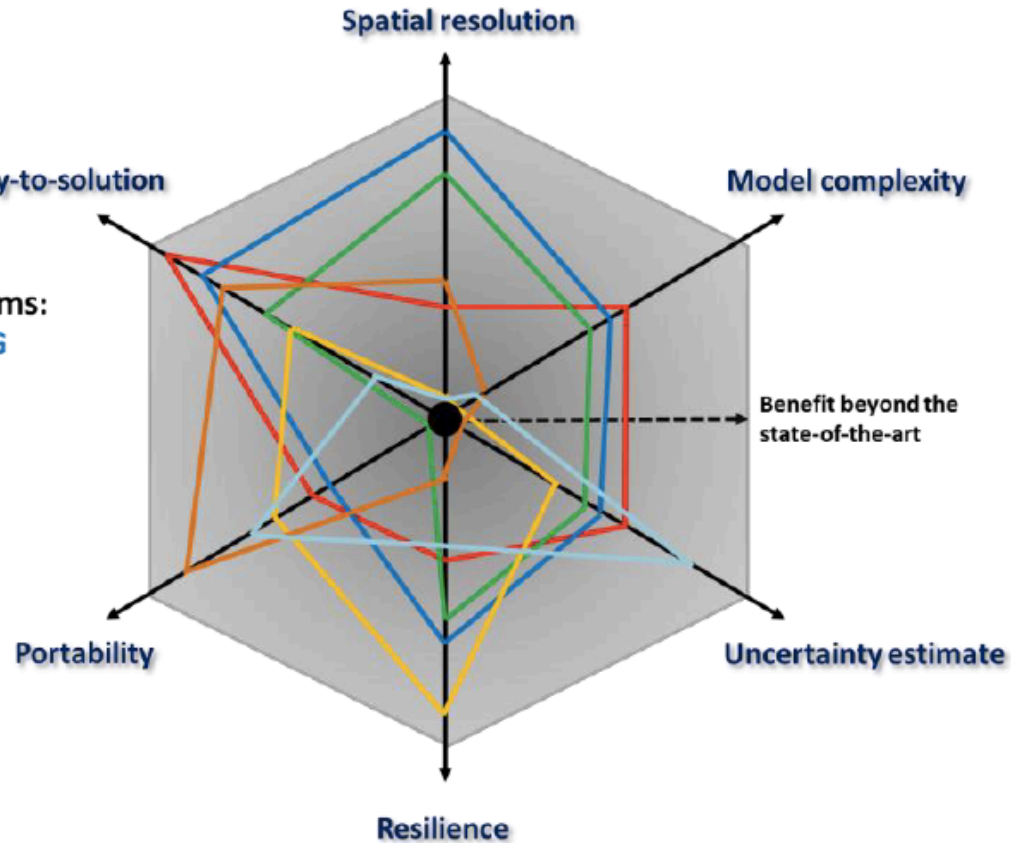 Spatial resolution
y-to-solution
Model complexity
ms:
G
Benefit beyond the
state-of-the-art
Portability
Uncertainty estimate
Resilience